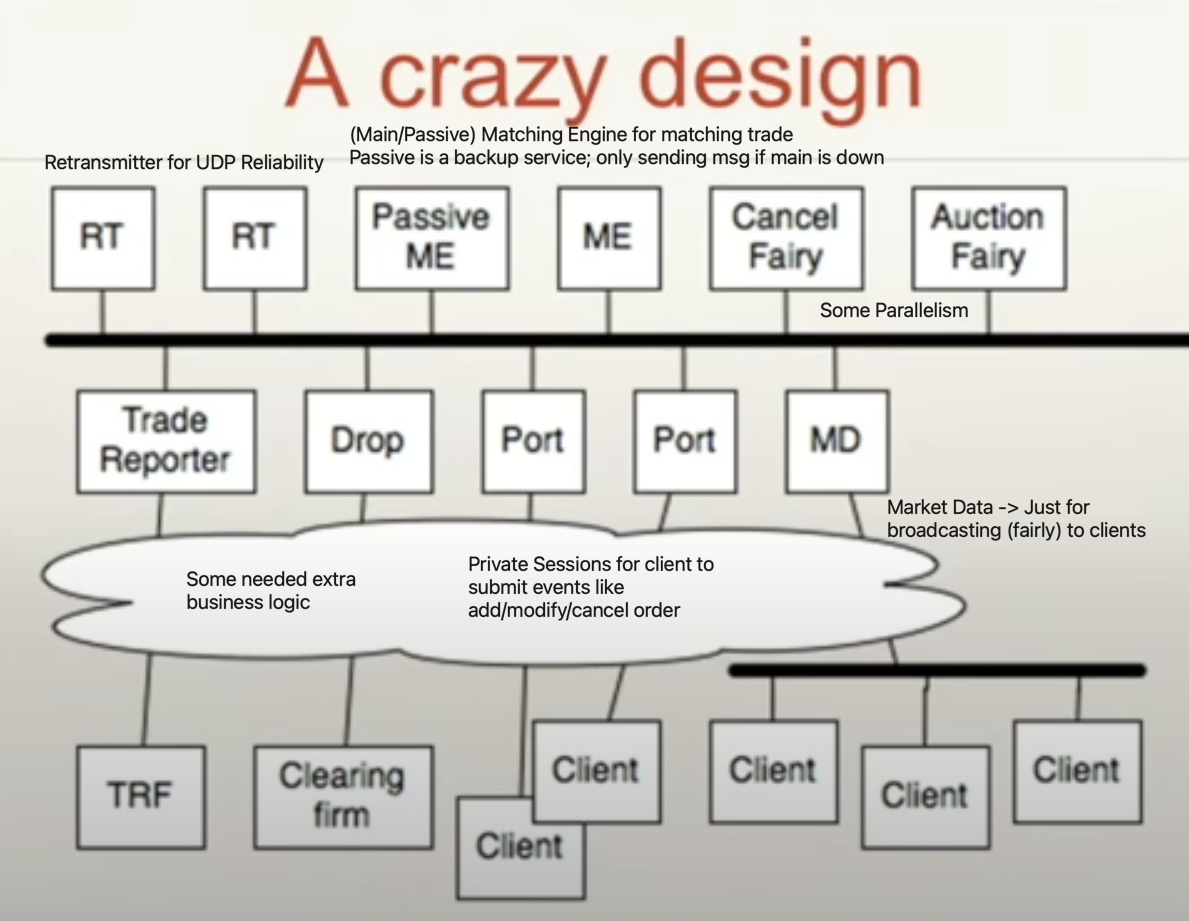 A crazy design
(Main/Passive) Matching Engine for matching trade
Retransmitter for UDP Reliability
Passive is a backup service; only sending msg if main is down
RT
RT
Passive
ME
ME
Cancel
Fairy
Auction
Fairy
Some Parallelism
Trade
Reporter
Drop
Port
Port
MD
Market Data -> Just for
broadcasting (fairly) to clients
Some needed extra
business logic
Private Sessions for client to
submit events like
add/modify/cancel order
TRF
Clearing
firm
Client
Client
Client
Client
Client